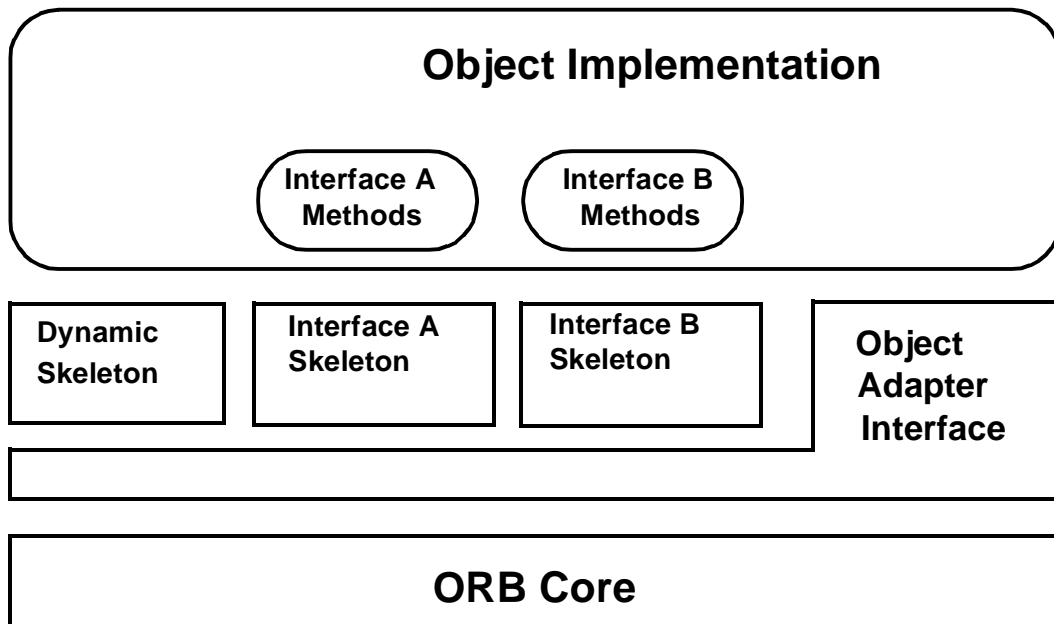 Object Implementation
Interface A
Methods
Interface B
Methods
Dynamic
Skeleton
Interface A
Skeleton
Interface B
Skeleton
Object
Adapter
Interface
ORB Core